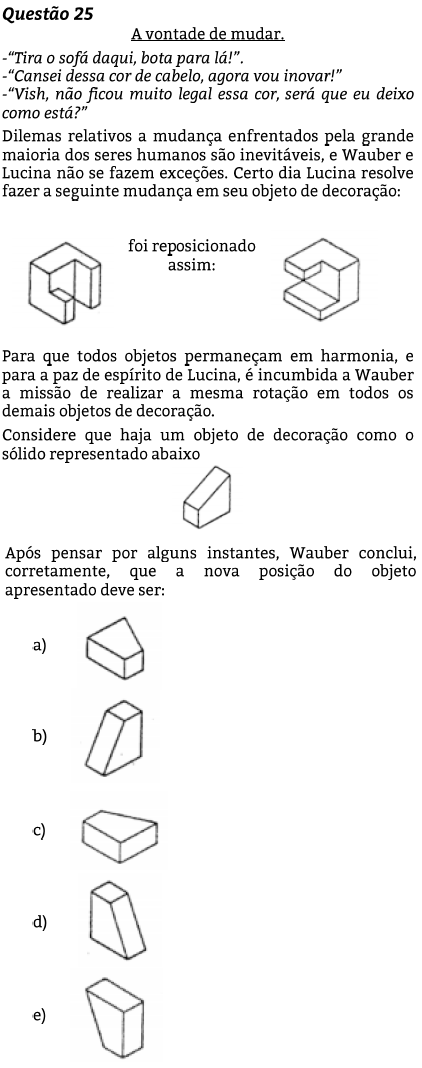 Questão 25
A vontade de mudar.
-“Tira o sofá daqui, bota para lá!”.
-“Cansei dessa cor de cabelo, agora vou inovar!”
-“Vish, não ficou muito legal essa cor, será que eu deixo
como está?”
Dilemas relativos a mudança enfrentados pela grande
maioria dos seres humanos são inevitáveis, e Wauber e
Lucina não se fazem exceções. Certo dia Lucina resolve
fazer a seguinte mudança em seu objeto de decoração:
foi reposicionado
assim:
Para que todos objetos permaneçam em harmonia, e
para a paz de espírito de Lucina, é incumbida a Wauber
a missão de realizar a mesma rotação em todos os
demais objetos de decoração.
Considere que haja um objeto de decoração como o
sólido representado abaixo
Após pensar por alguns instantes, Wauber conclui,
corretamente, que a nova posição do objeto
apresentado deve ser:
a)
b)
c)
d)
e)